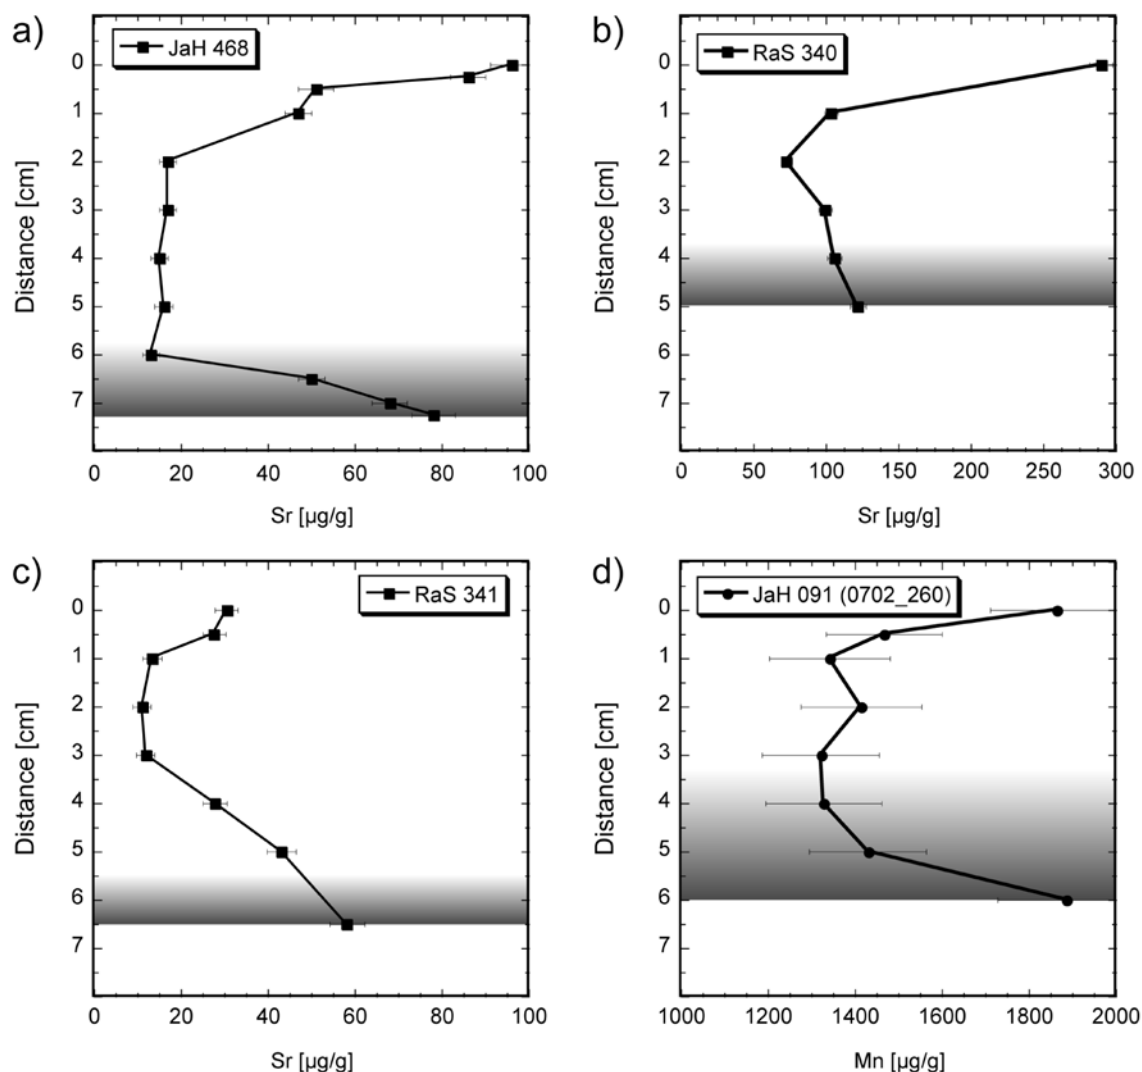 a)
JaH 468
0
1
2
3
4
5
6
7
Distance [cm]
0 20 40 60 80 100
Sr [µg/g]
b)
RaS 340
0
1
2
3
4
5
6
7
Distance [cm]
0 50 100 150 200 250 300
Sr [µg/g]
c)
RaS 341
0
1
2
3
4
5
6
7
Distance [cm]
0 20 40 60 80 100
Sr [µg/g]
d)
JaH 091 (0702_260)
0
1
2
3
4
5
6
7
Distance [cm]
1000 1200 1400 1600 1800 2000
Mn [µg/g]